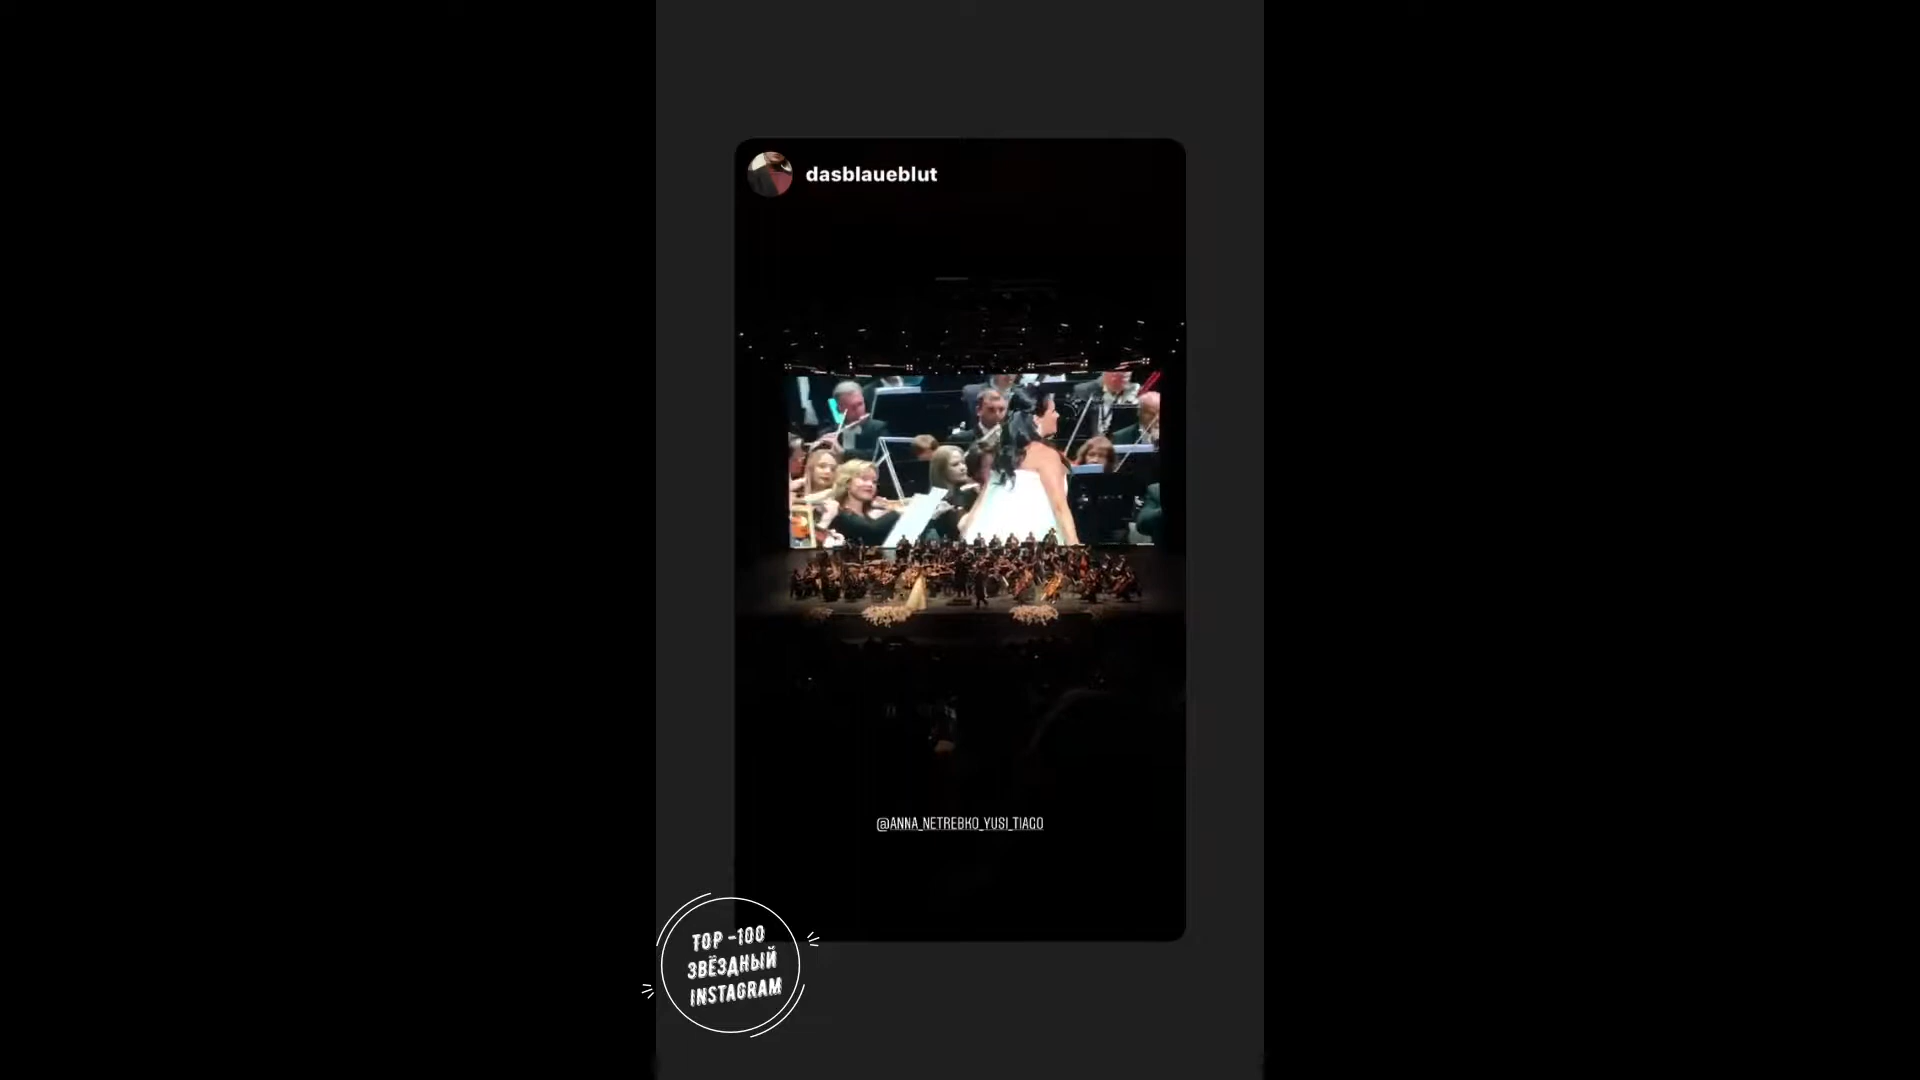 dasblaueblut
@ANNA_NETREBKO_YUSI_TIAGO
TOP -100
ЗВЁЗДНЫЙ
INSTAGRAM